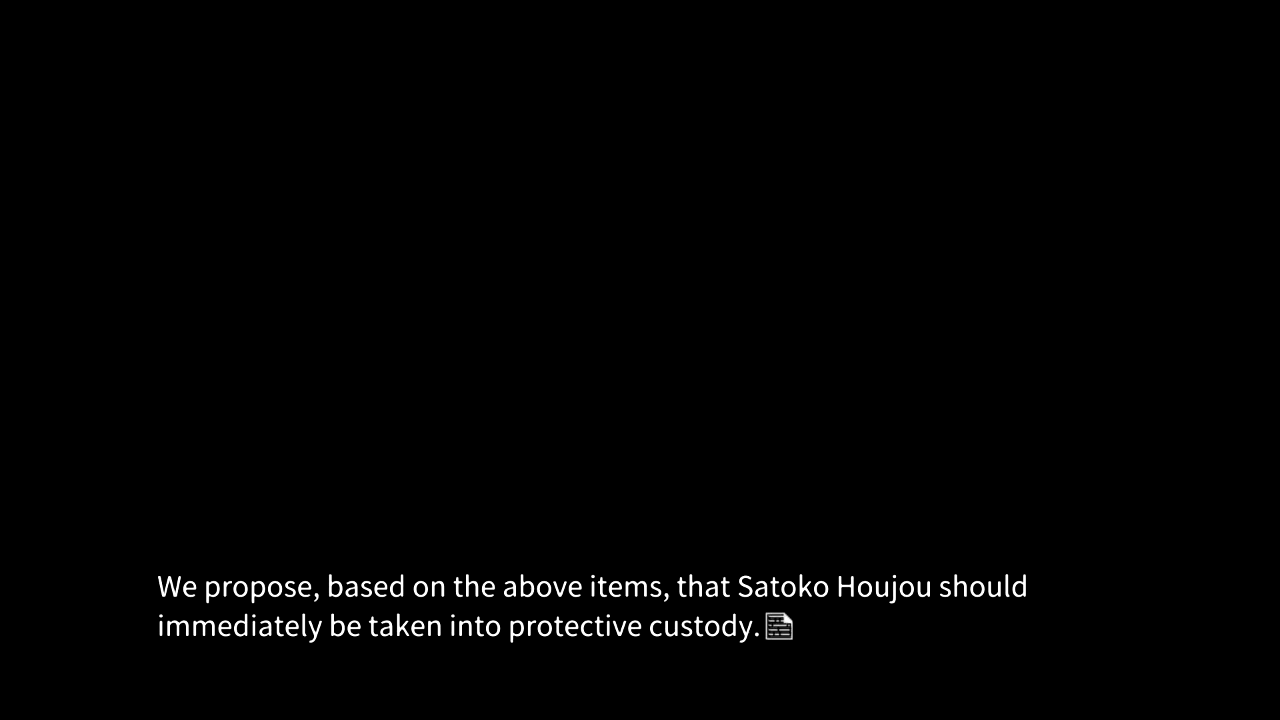 We propose, based on the above items, that Satoko Houjou should
immediately be taken into protective custody.